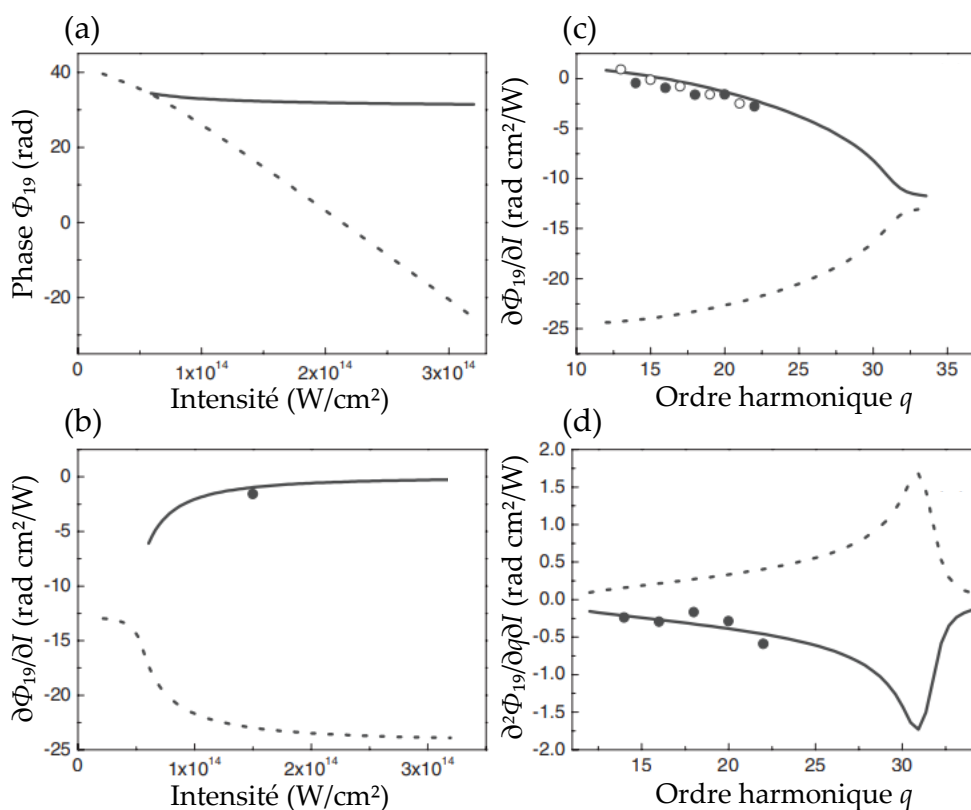 (a)
Phase Φ19 (rad)
40
20
0
-20
0
1x10¹⁴
2x10¹⁴
3x10¹⁴
Intensité (W/cm²)
(c)
∂Φ19/∂I (rad cm²/W)
0
-5
-10
-15
-20
-25
10
15
20
25
30
35
Ordre harmonique q
(b)
∂Φ19/∂I (rad cm²/W)
0
-5
-10
-15
-20
-25
0
1x10¹⁴
2x10¹⁴
3x10¹⁴
Intensité (W/cm²)
(d)
∂²Φ19/∂q∂I (rad cm²/W)
2.0
1.5
1.0
0.5
0.0
-0.5
-1.0
-1.5
-2.0
15
20
25
30
Ordre harmonique q